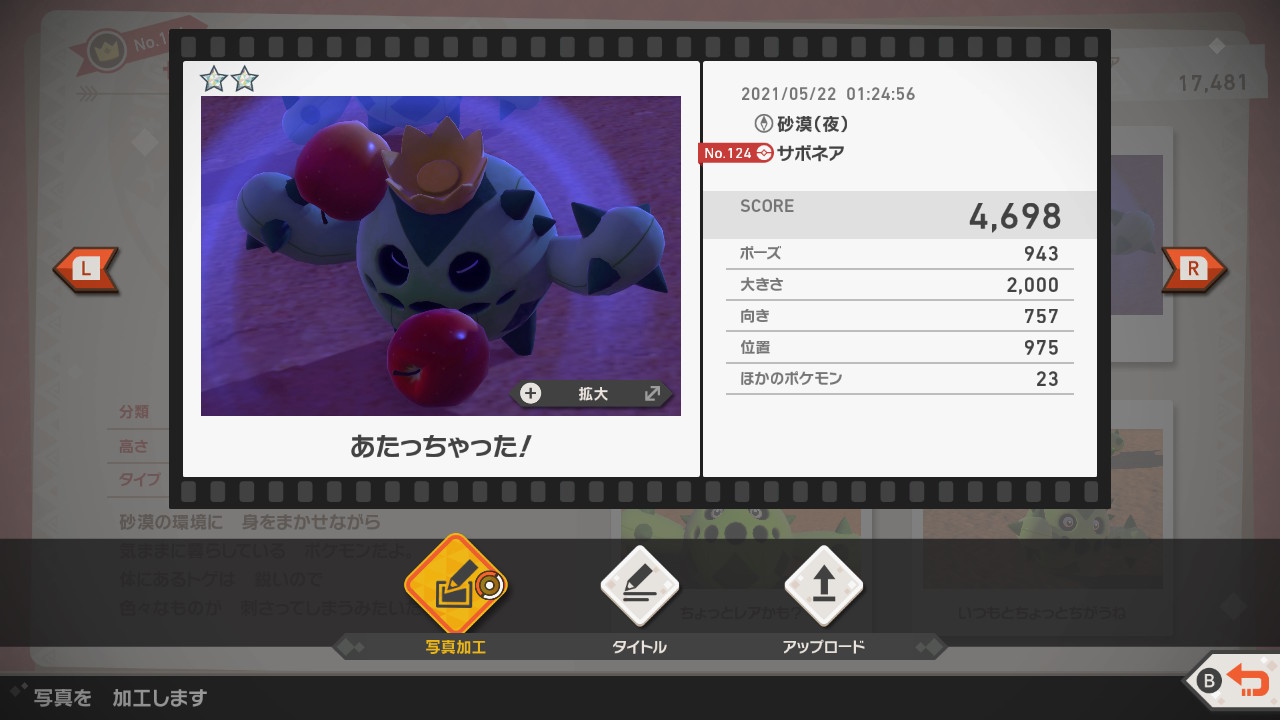 No.1
17,481
2021/05/22 01:24:56
砂漠(夜)
No.124 サボネア
SCORE 4,698
ポーズ 943
大きさ 2,000
向き 757
位置 975
ほかのポケモン 23
+ 拡大
あたっちゃった!
L
R
分類
高さ
タイプ
砂漠の環境に 身をまかせながら
気ままに暮らしている ポケモンだよ。
体にあるトゲは 鋭いので
色々なものが 刺さってしまうみたいだ
ちょっとレアかも?
いつもとちょっとちがうね
写真加工
タイトル
アップロード
写真を 加工します
B